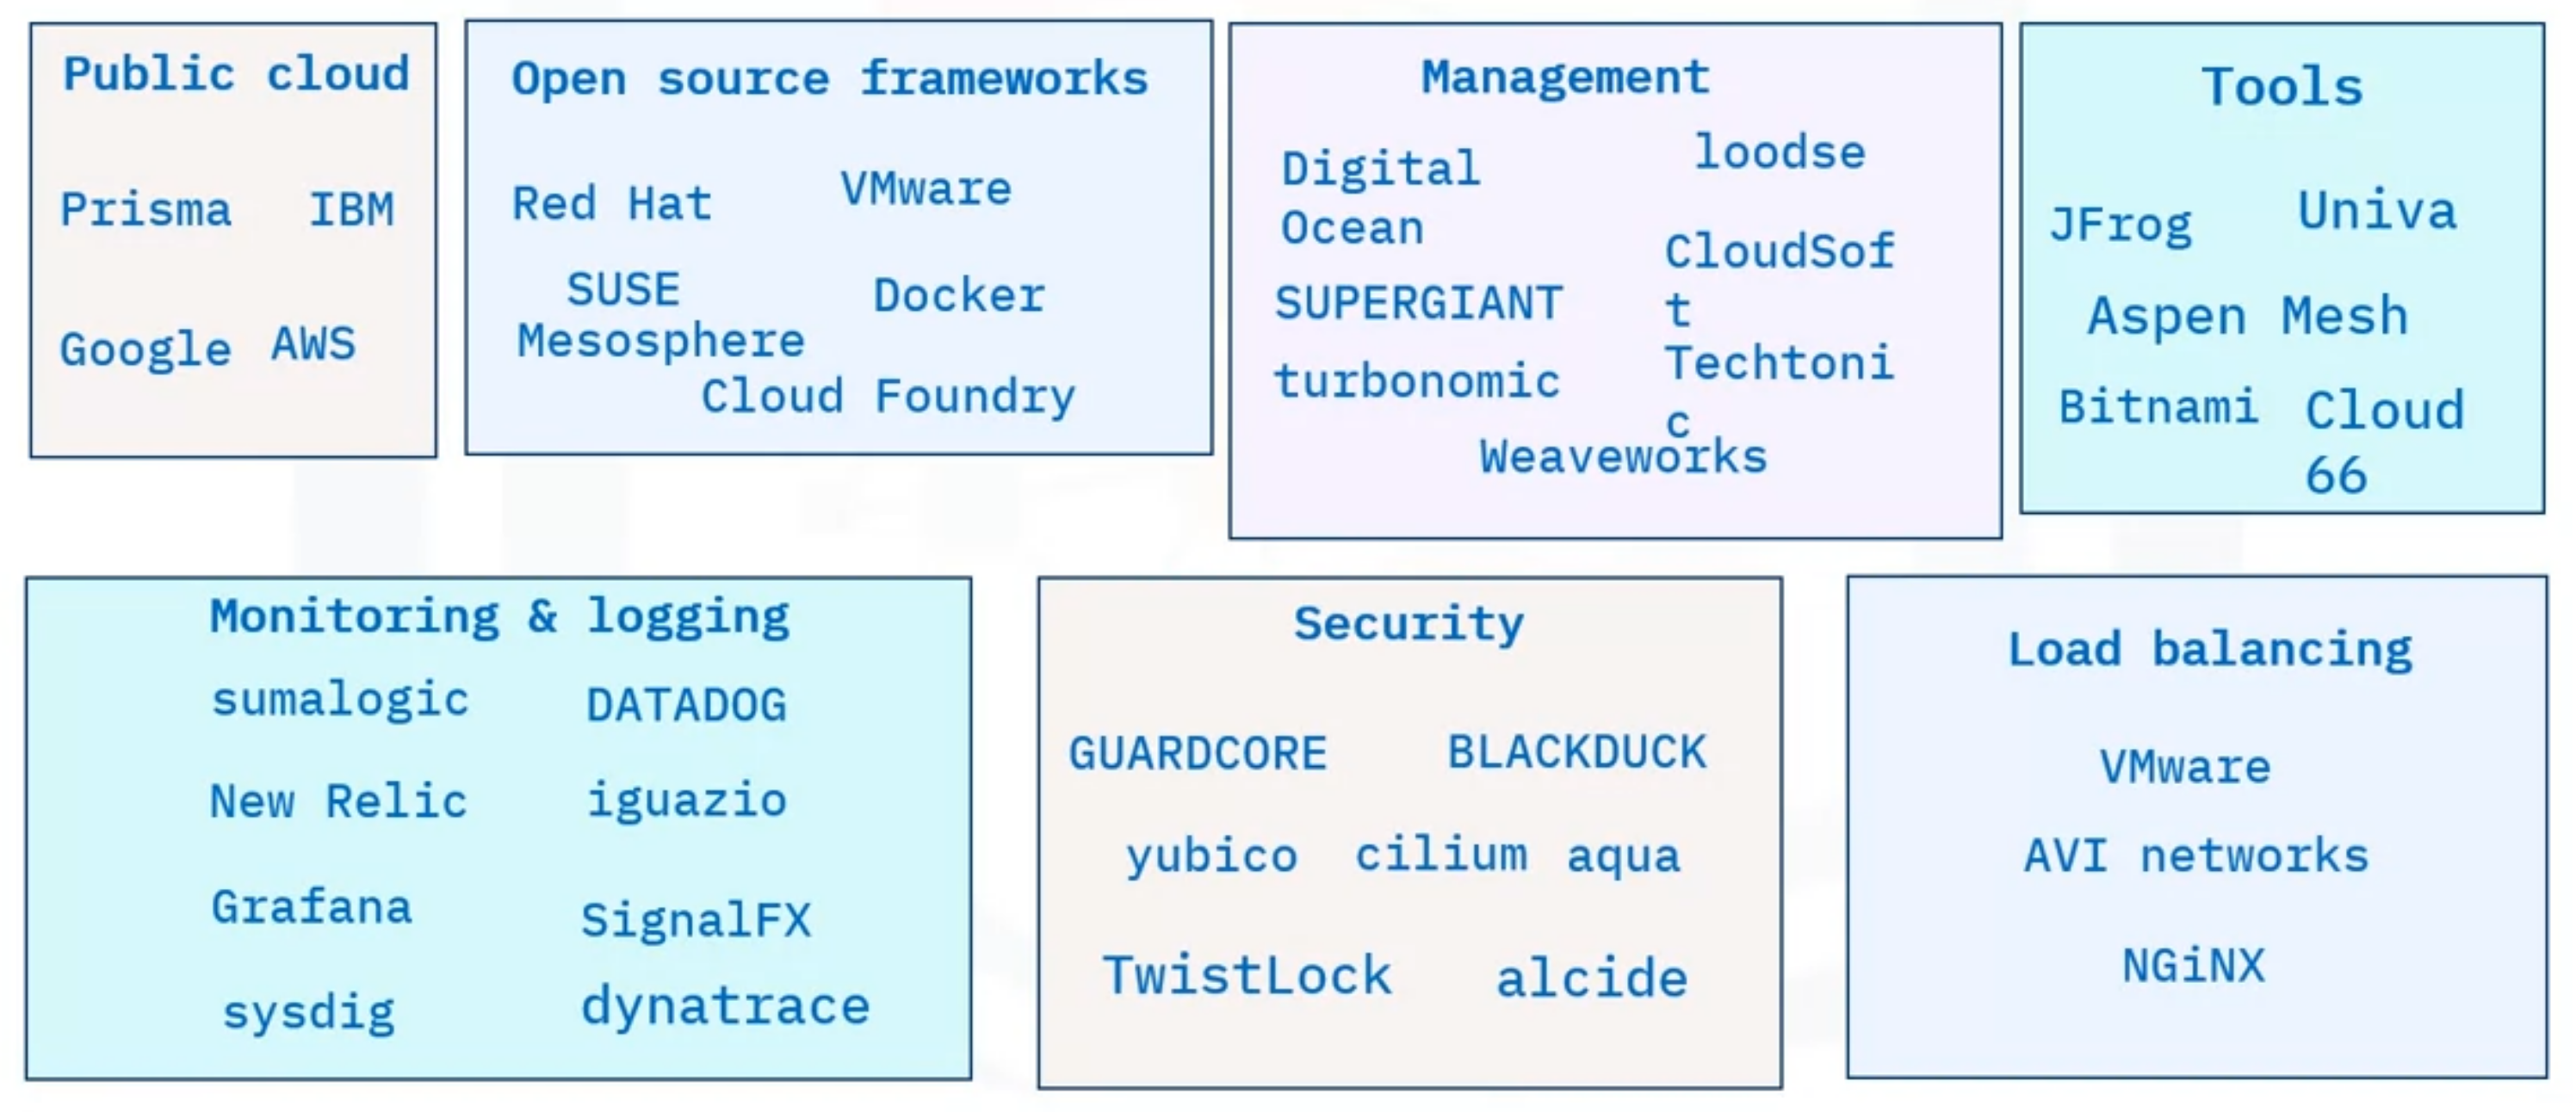 Public cloud
Prisma IBM
Google AWS
Open source frameworks
Red Hat VMware
SUSE Docker
Mesosphere
Cloud Foundry
Management
Digital
Ocean
loodse
SUPERGIANT
CloudSof
t
turbonomic
Techtoni
c
Weaveworks
Tools
JFrog Univa
Aspen Mesh
Bitnami Cloud
66
Monitoring & logging
sumalogic DATADOG
New Relic iguazio
Grafana SignalFX
sysdig dynatrace
Security
GUARDCORE BLACKDUCK
yubico cilium aqua
TwistLock alcide
Load balancing
VMware
AVI networks
NGiNX